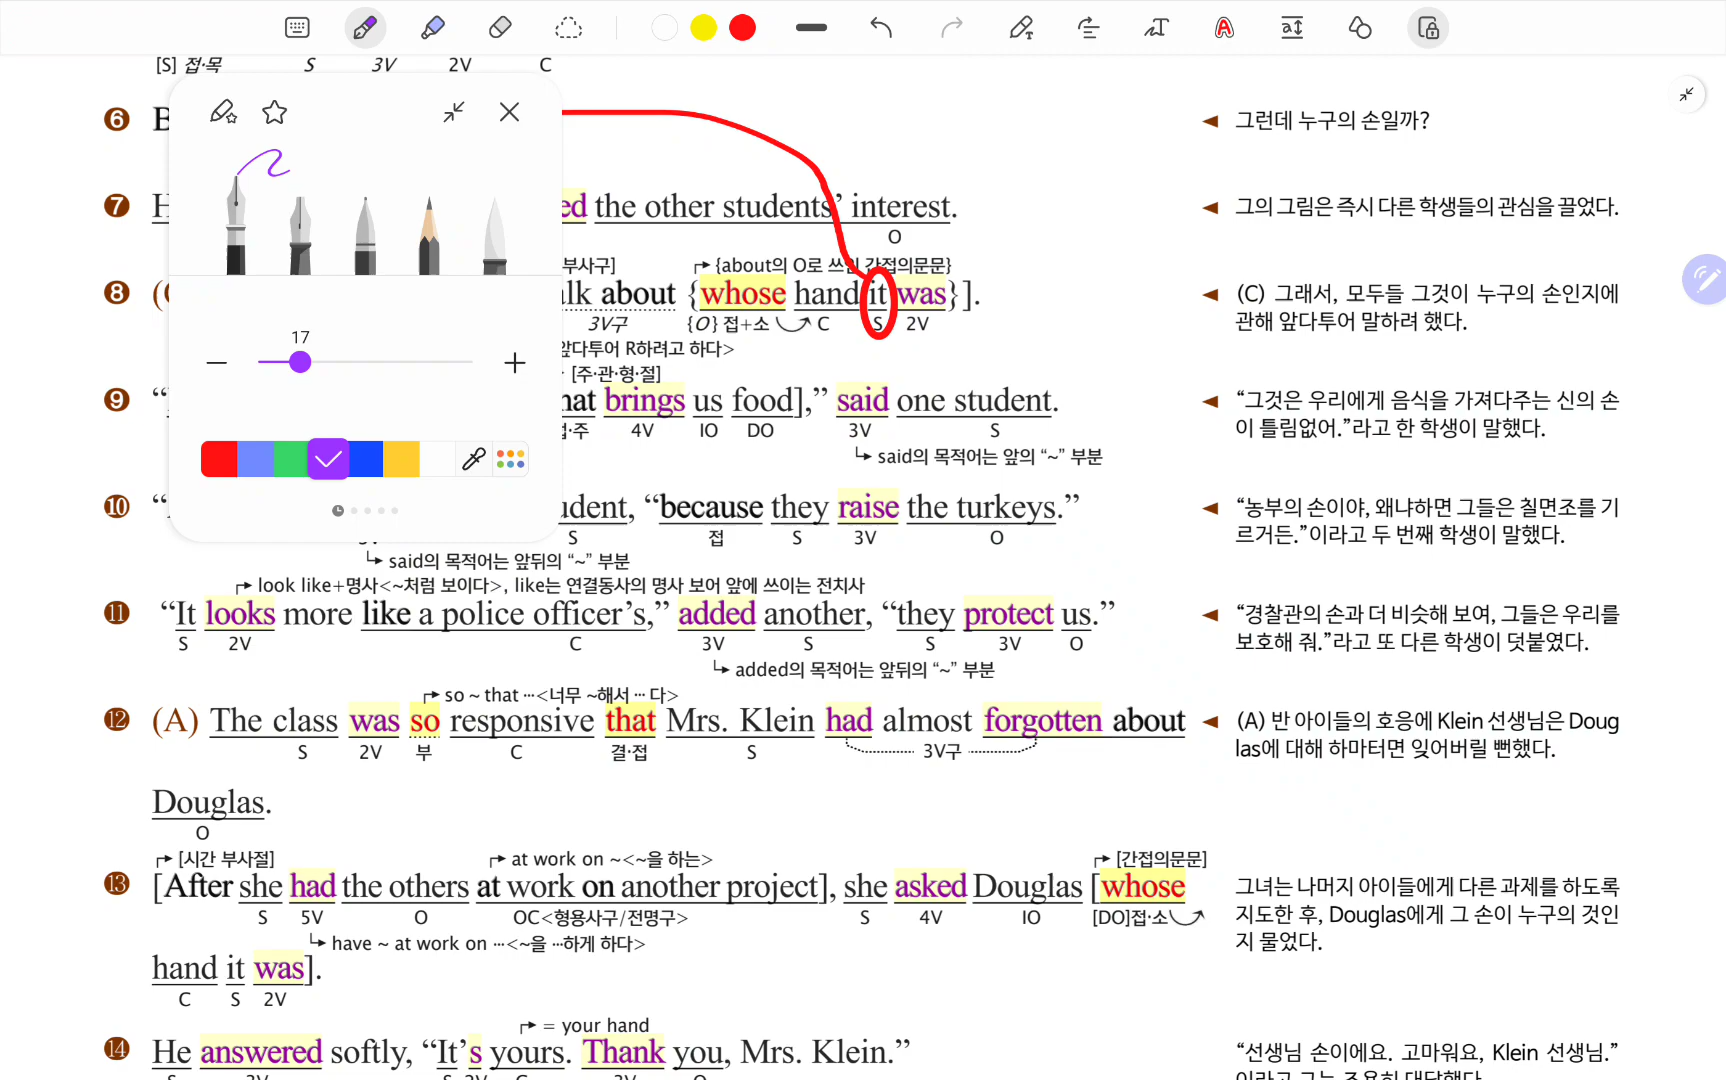 [S] 접·목 S 3V 2V C
❻ B
◄ 그런데 누구의 손일까?
❼ H
ed the other students’ interest.
O
◄ 그의 그림은 즉시 다른 학생들의 관심을 끌었다.
부사구] ┌► {about의 O로 쓰인 간접의문문}
❽ (
lk about {whose hand it was}].
3V구 {O} 접+소 C S 2V
앞다투어 R하려고 하다>
◄ (C) 그래서, 모두들 그것이 누구의 손인지에
관해 앞다투어 말하려 했다.
17
[주·관·형·절]
❾ “
hat brings us food],” said one student.
접·주 4V IO DO 3V S
└► said의 목적어는 앞의 “~” 부분
◄ “그것은 우리에게 음식을 가져다주는 신의 손
이 틀림없어.”라고 한 학생이 말했다.
❿ “
udent, “because they raise the turkeys.”
S 접 S 3V O
└► said의 목적어는 앞뒤의 “~” 부분
◄ “농부의 손이야, 왜냐하면 그들은 칠면조를 기
르거든.”이라고 두 번째 학생이 말했다.
┌► look like+명사<~처럼 보이다>, like는 연결동사의 명사 보어 앞에 쓰이는 전치사
⓫ “It looks more like a police officer’s,” added another, “they protect us.”
S 2V C 3V S S 3V O
└► added의 목적어는 앞뒤의 “~” 부분
◄ “경찰관의 손과 더 비슷해 보여, 그들은 우리를
보호해 줘.”라고 또 다른 학생이 덧붙였다.
┌► so ~ that ···<너무 ~해서 ··· 다>
⓬ (A) The class was so responsive that Mrs. Klein had almost forgotten about
S 2V 부 C 결·접 S 3V구
Douglas.
O
◄ (A) 반 아이들의 호응에 Klein 선생님은 Doug
las에 대해 하마터면 잊어버릴 뻔했다.
┌► [시간 부사절] ┌► at work on ~<~을 하는> ┌► [간접의문문]
⓭ [After she had the others at work on another project], she asked Douglas [whose
S 5V O OC<형용사구/전명구> S 4V IO [DO]접·소
└► have ~ at work on ···<~을 ···하게 하다>
hand it was].
C S 2V
그녀는 나머지 아이들에게 다른 과제를 하도록
지도한 후, Douglas에게 그 손이 누구의 것인
지 물었다.
┌► = your hand
⓮ He answered softly, “It’s yours. Thank you, Mrs. Klein.”
“선생님 손이에요. 고마워요, Klein 선생님.”